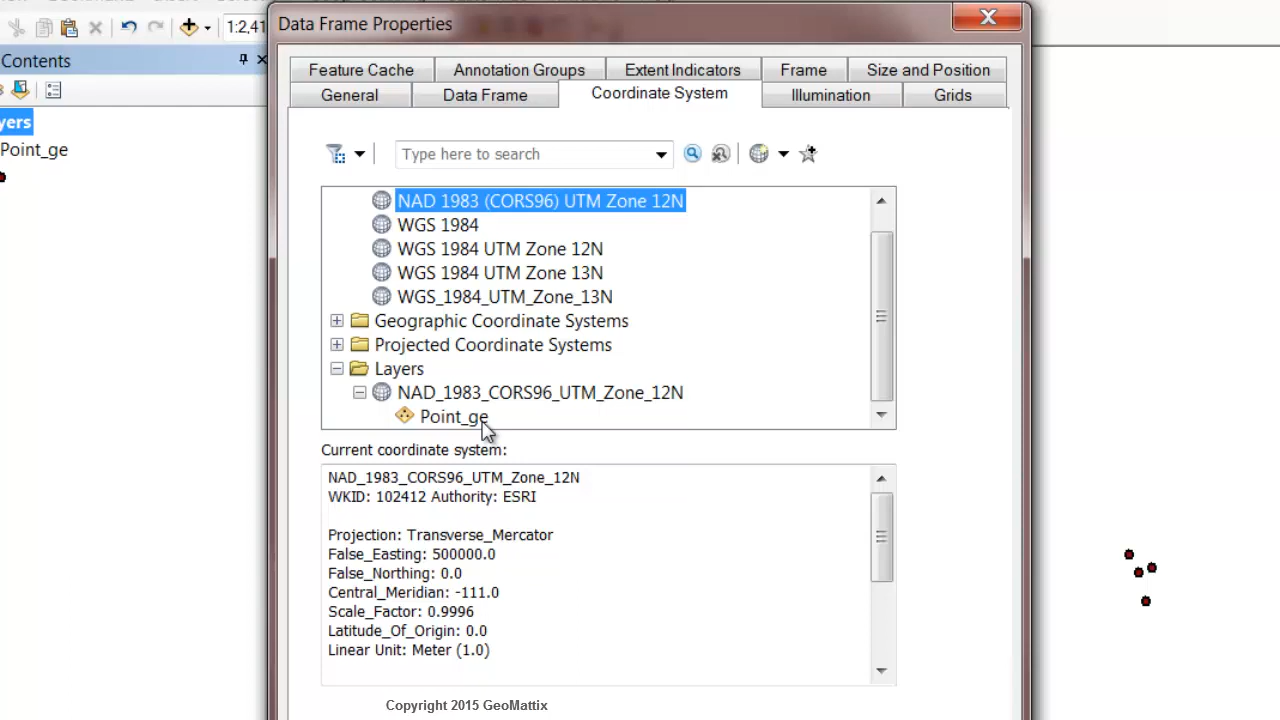 Data Frame Properties
1:2,41
Contents
yers
Point_ge
Feature Cache Annotation Groups Extent Indicators Frame Size and Position
General Data Frame Coordinate System Illumination Grids
Type here to search
NAD 1983 (CORS96) UTM Zone 12N
WGS 1984
WGS 1984 UTM Zone 12N
WGS 1984 UTM Zone 13N
WGS_1984_UTM_Zone_13N
Geographic Coordinate Systems
Projected Coordinate Systems
Layers
NAD_1983_CORS96_UTM_Zone_12N
Point_ge
Current coordinate system:
NAD_1983_CORS96_UTM_Zone_12N
WKID: 102412 Authority: ESRI
Projection: Transverse_Mercator
False_Easting: 500000.0
False_Northing: 0.0
Central_Meridian: -111.0
Scale_Factor: 0.9996
Latitude_Of_Origin: 0.0
Linear Unit: Meter (1.0)
Copyright 2015 GeoMattix